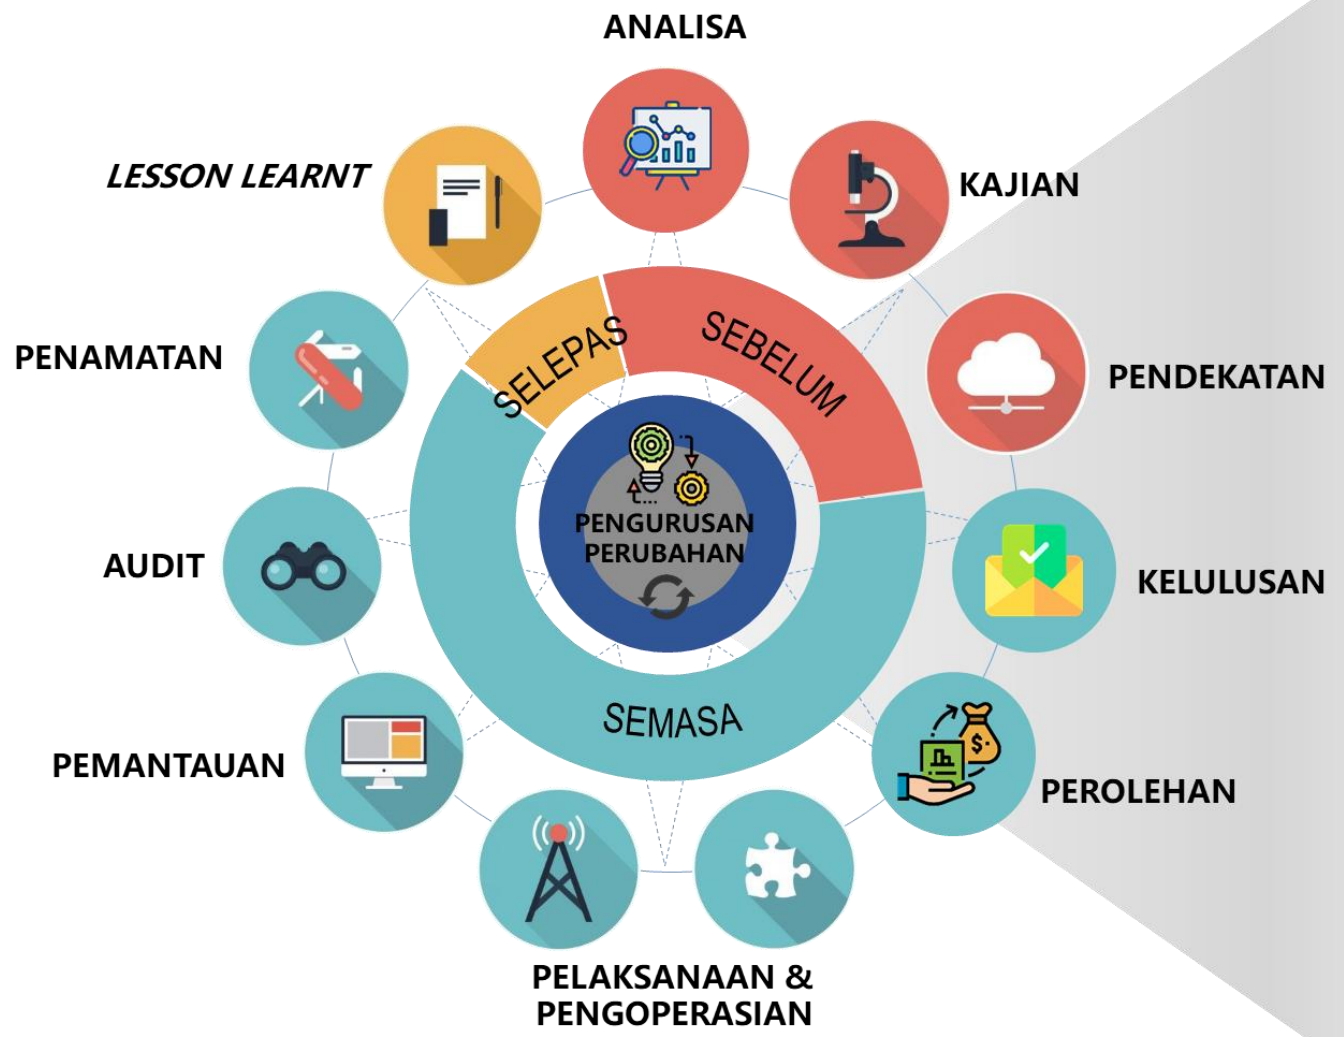 ANALISA
LESSON LEARNT
KAJIAN
PENAMATAN
PENDEKATAN
SELEPAS
SEBELUM
PENGURUSAN
PERUBAHAN
AUDIT
KELULUSAN
SEMASA
PEMANTAUAN
PEROLEHAN
$
PELAKSANAAN &
PENGOPERASIAN